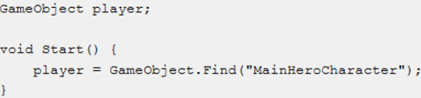 GameObject player;
void Start() {
    player = GameObject.Find("MainHeroCharacter");
}